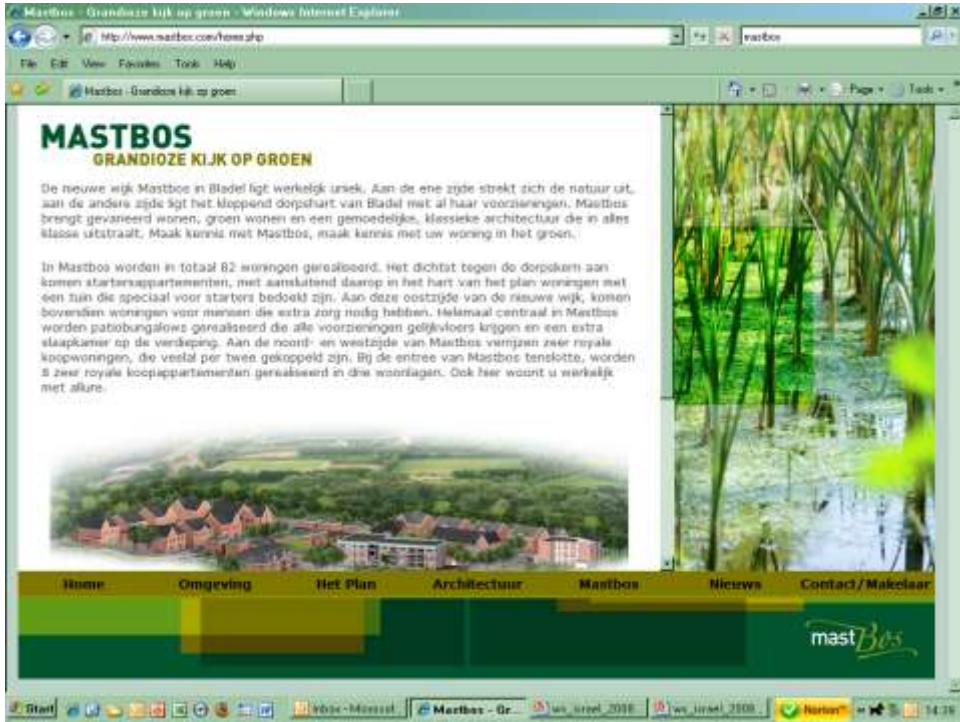 Mastbos - Grandioze kijk op groen - Windows Internet Explorer
http://www.mastbos.com/home.php
mastbos
File Edit View Favorites Tools Help
Mastbos - Grandioze kijk op groen
Page Tools
MASTBOS
GRANDIOZE KIJK OP GROEN
De nieuwe wijk Mastbos in Bladel ligt werkelijk uniek. Aan de ene zijde strekt zich de natuur uit,
aan de andere zijde ligt het kloppend dorpshart van Bladel met al haar voorzieningen. Mastbos
brengt gevarieerd wonen, groen wonen en een gemoedelijke, klassieke architectuur die in alles
klasse uitstraalt. Maak kennis met Mastbos, maak kennis met uw woning in het groen.
In Mastbos worden in totaal 82 woningen gerealiseerd. Het dichtst tegen de dorpskern aan
komen startersappartementen, met aansluitend daarop in het hart van het plan woningen met
een tuin die speciaal voor starters bedoeld zijn. Aan deze oostzijde van de nieuwe wijk, komen
bovendien woningen voor mensen die extra zorg nodig hebben. Helemaal centraal in Mastbos
worden patiobungalows gerealiseerd die alle voorzieningen gelijkvloers krijgen en een extra
slaapkamer op de verdieping. Aan de noord- en westzijde van Mastbos verrijzen zeer royale
koopwoningen, die veelal per twee gekoppeld zijn. Bij de entree van Mastbos tenslotte, worden
8 zeer royale koopappartementen gerealiseerd in drie woonlagen. Ook hier woont u werkelijk
met allure.
Home Omgeving Het Plan Architectuur Mastbos Nieuws Contact/Makelaar
mastBos
Start Inbox - Microsof... Mastbos - Gr... ws_israel_2008... ws_israel_2008... Norton 14:39